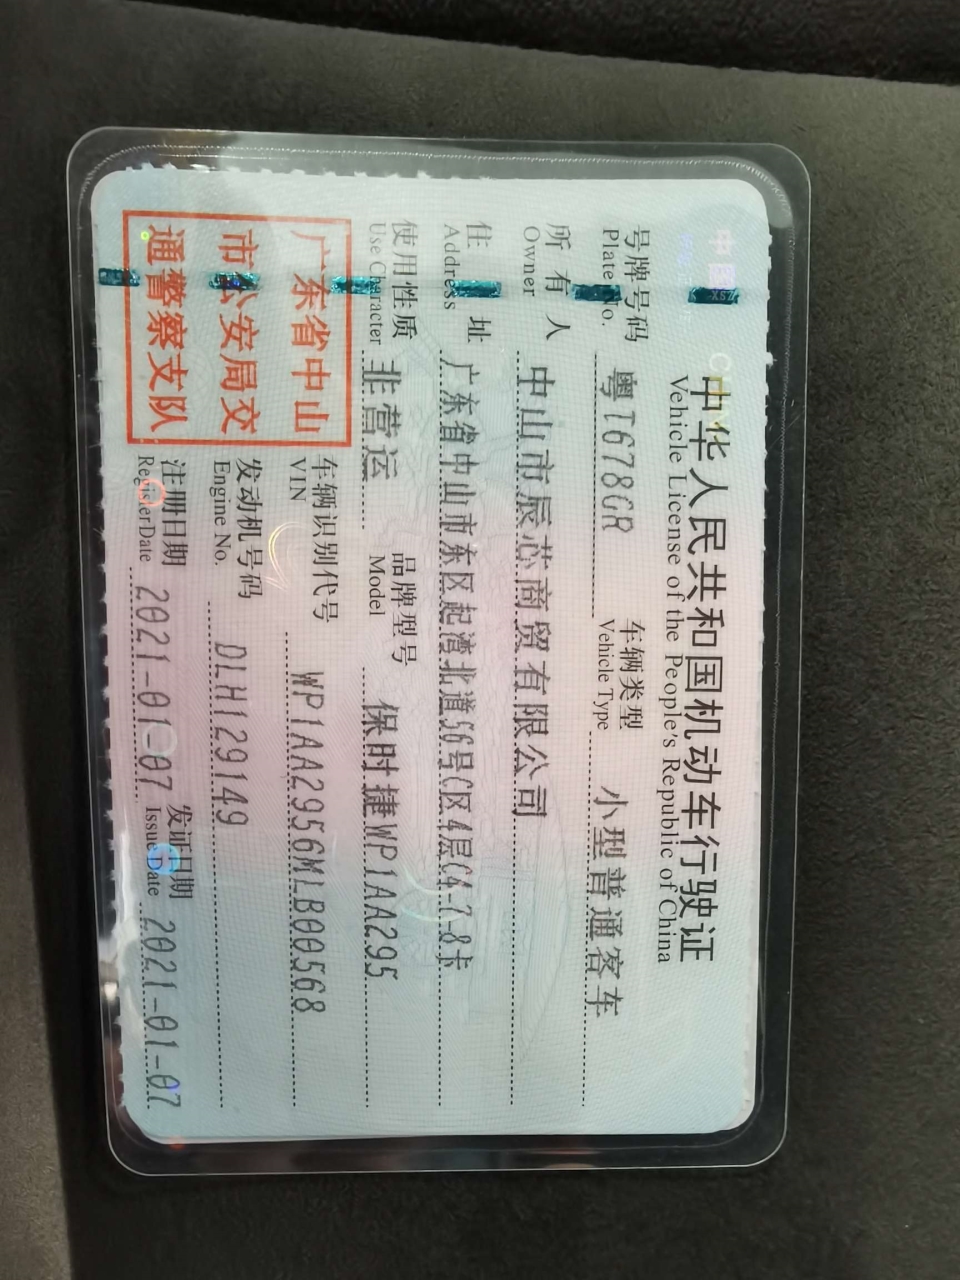 中华人民共和国机动车行驶证
Vehicle License of the People's Republic of China
号牌号码 粤T678GR 车辆类型 小型普通客车
Plate No. Vehicle Type
所有人 中山市辰芯商贸有限公司
Owner
住址 广东省中山市东区起湾北道56号C区4层C4-7-8卡
Address
使用性质 非营运 品牌型号 保时捷WP1AA295
Use Character Model
广东省中山
市公安局交
通警察支队
车辆识别代号 WP1AA2956MLB00568
VIN
发动机号码 DLH129149
Engine No.
注册日期 2021-01-07 发证日期 2021-01-07
Register Date Issue Date